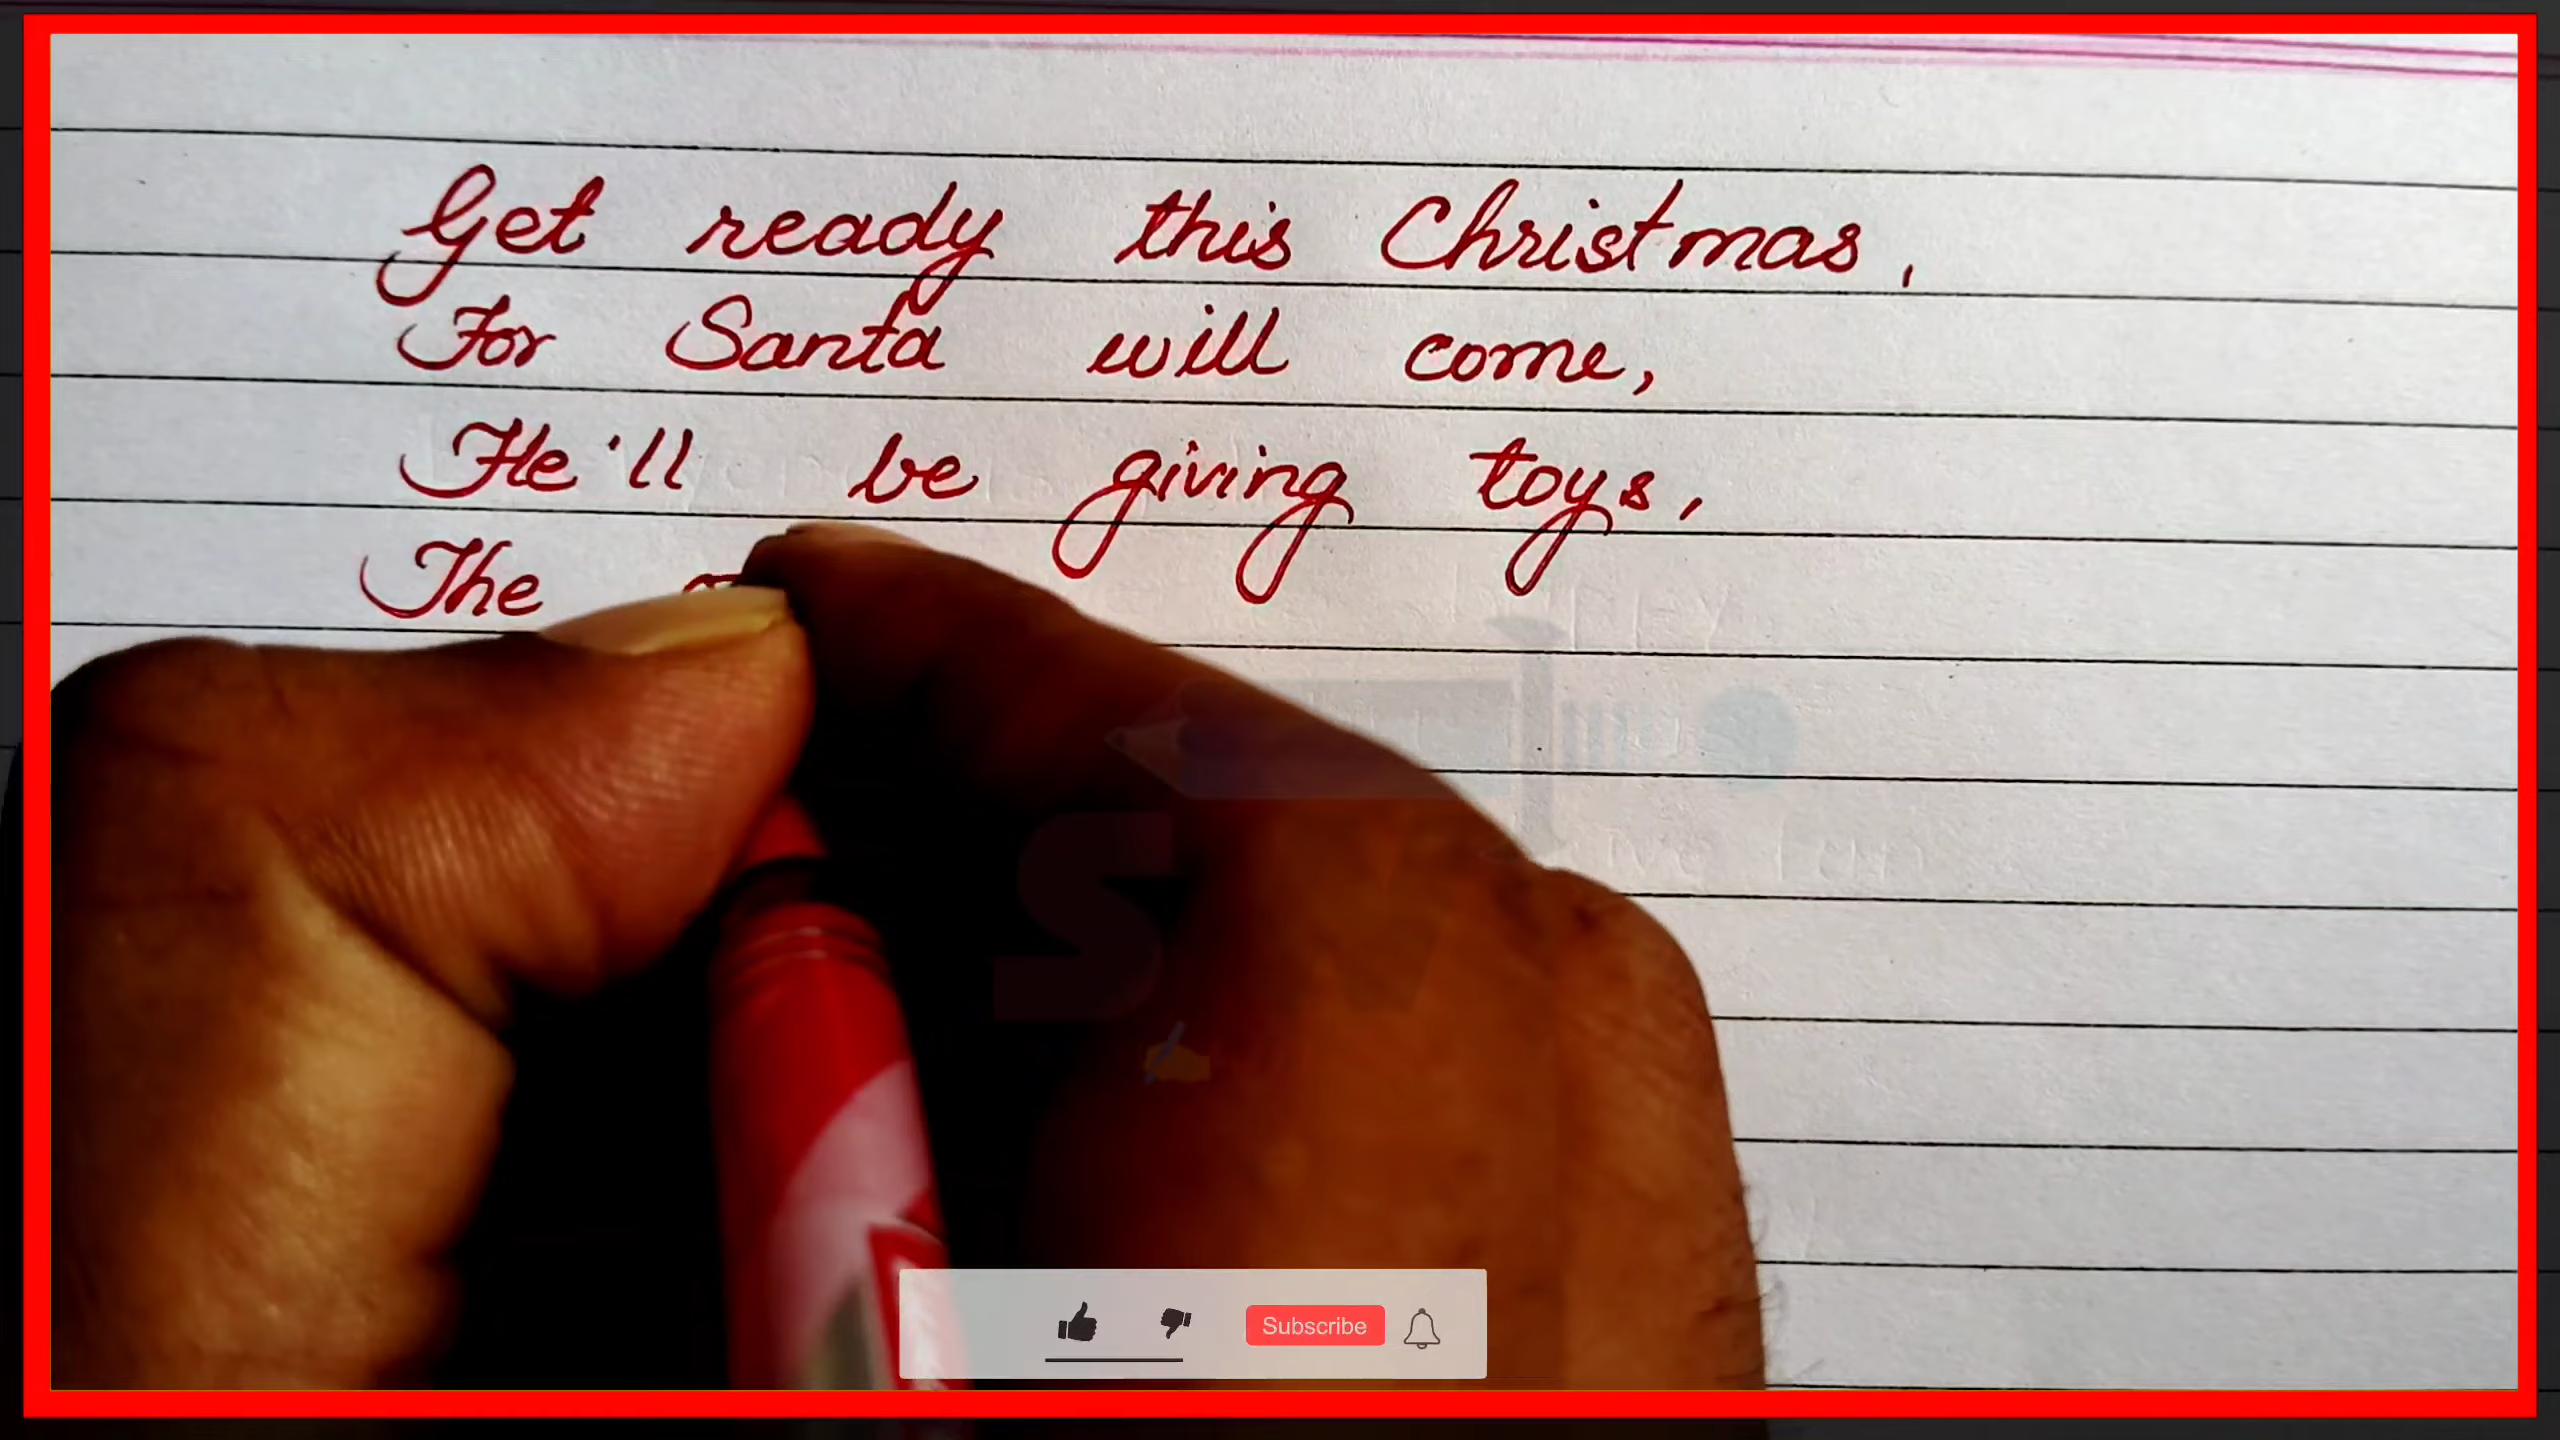 Get ready this Christmas,
For Santa will come,
He'll be giving toys,
The
Subscribe